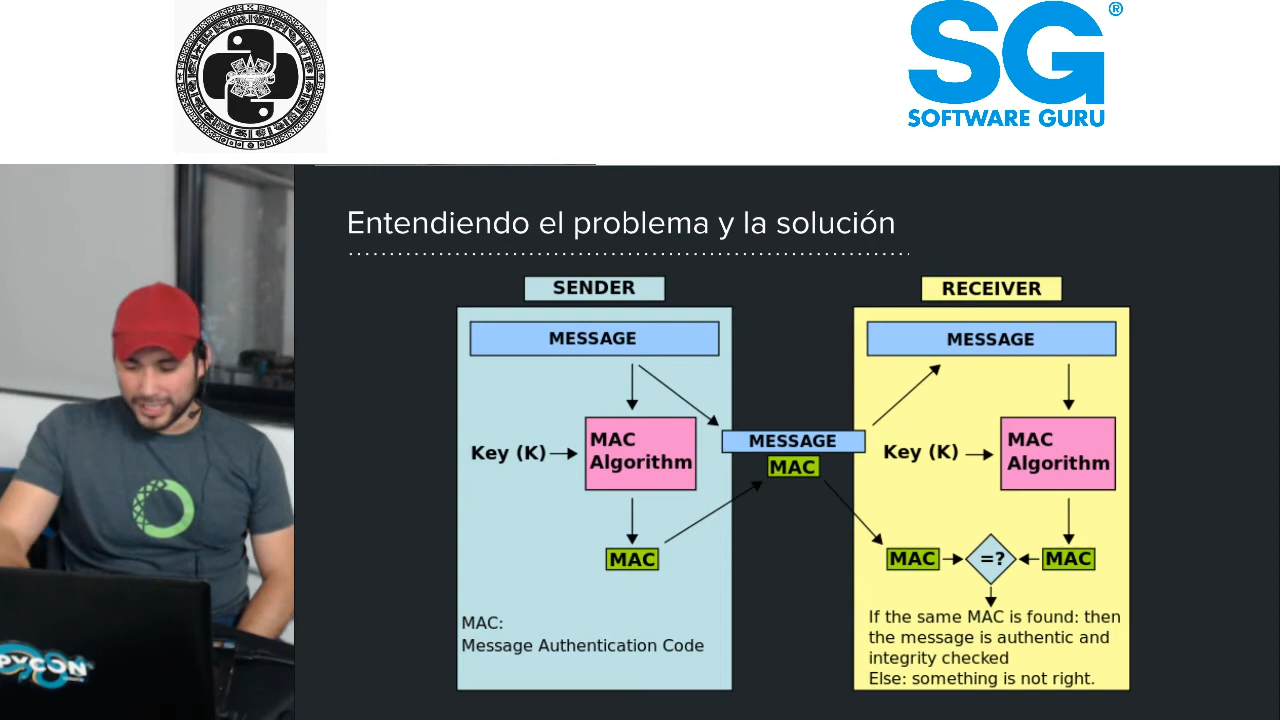 SG®
SOFTWARE GURU
Entendiendo el problema y la solución
SENDER
MESSAGE
Key (K)
MAC
Algorithm
MAC
MAC:
Message Authentication Code
MESSAGE
MAC
RECEIVER
MESSAGE
Key (K)
MAC
Algorithm
MAC
=?
MAC
If the same MAC is found: then
the message is authentic and
integrity checked
Else: something is not right.
PYCON